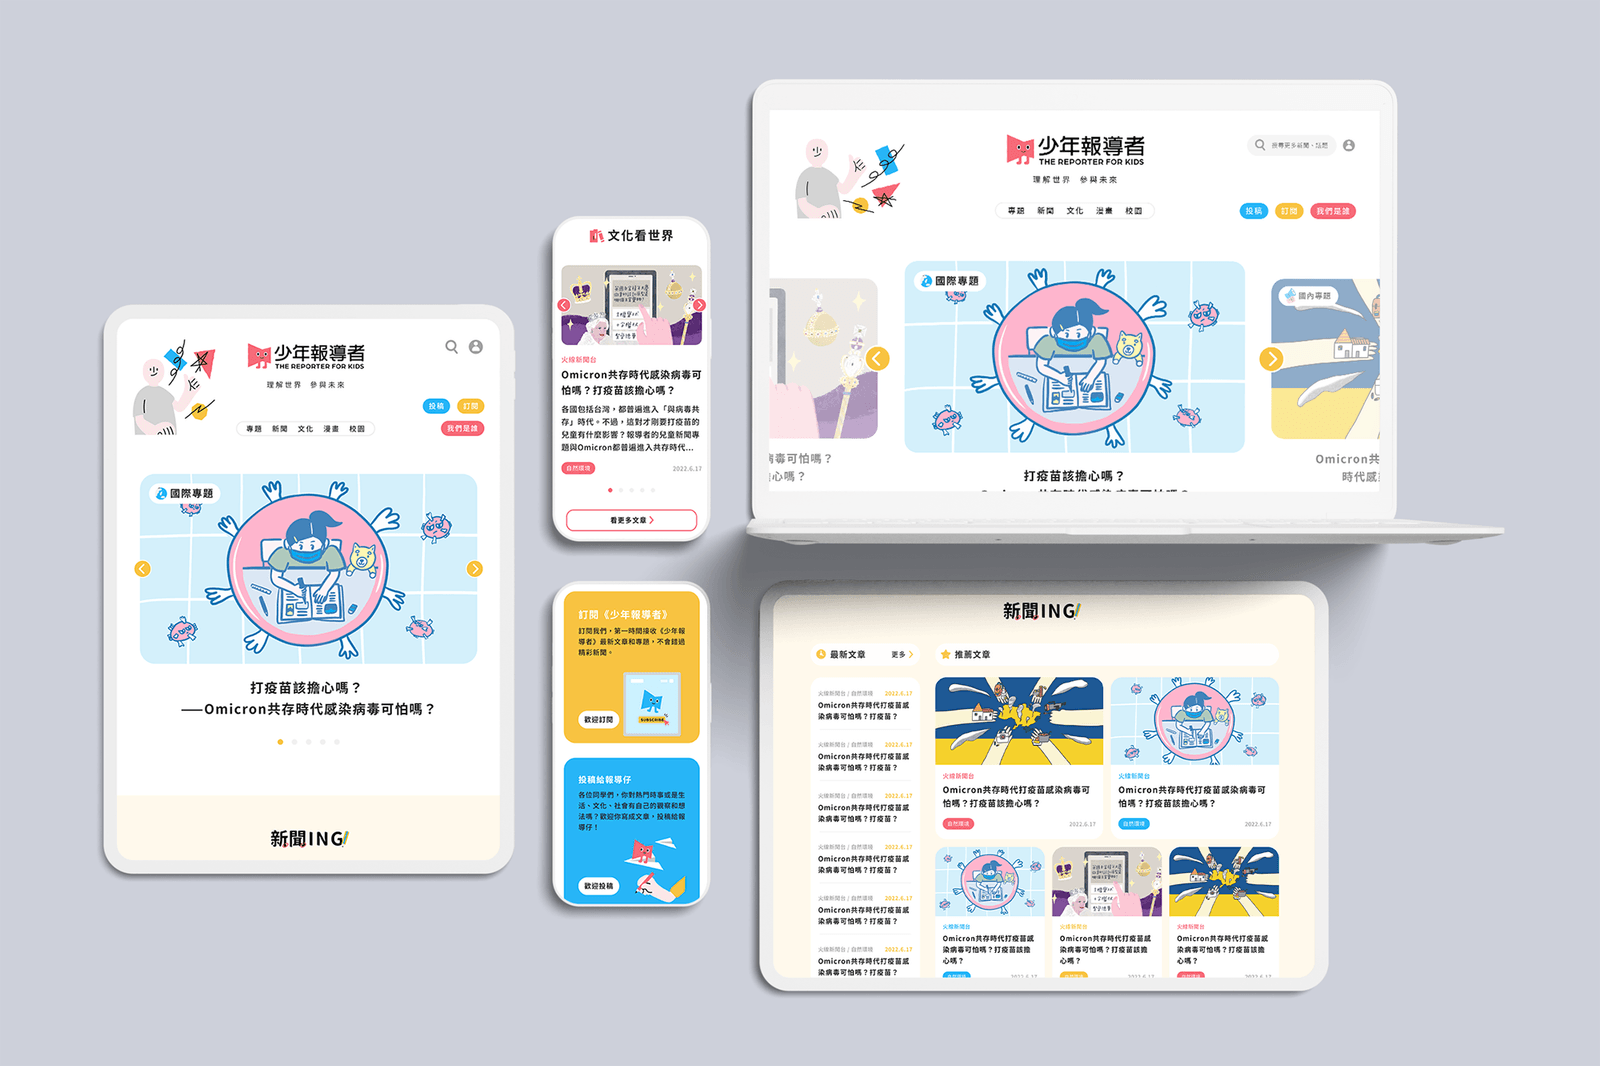 少年報導者
THE REPORTER FOR KIDS
理解世界 參與未來
投稿
訂閱
我們是誰
專題 新聞 文化 漫畫 校園
國際專題
打疫苗該擔心嗎？
——Omicron共存時代感染病毒可怕嗎？
新聞ING
文化看世界
火線新聞台
Omicron共存時代感染病毒可
怕嗎？打疫苗該擔心嗎？
各國包括台灣，都普遍進入「與病毒共
存」時代。不過，這對才剛要打疫苗的
兒童有什麼影響？報導者的兒童新聞專
題與Omicron都普遍進入共存時代...
自然環境
2022.6.17
看更多文章
訂閱《少年報導者》
訂閱我們，第一時間接收《少年報
導者》最新文章和專題，不會錯過
精彩新聞。
SUBSCRIBE
歡迎訂閱
投稿給報導仔
各位同學們，你對熱門時事或是生
活、文化、社會有自己的觀察和想
法嗎？歡迎你寫成文章，投稿給報
導仔！
歡迎投稿
少年報導者
THE REPORTER FOR KIDS
理解世界 參與未來
搜尋更多新聞、話題
專題 新聞 文化 漫畫 校園
投稿
訂閱
我們是誰
國際專題
國內專題
病毒可怕嗎？
心嗎？
打疫苗該擔心嗎？
Omicron共
時代感
新聞ING
最新文章
更多
推薦文章
火線新聞台 / 自然環境 2022.6.17
Omicron共存時代打疫苗感
染病毒可怕嗎？打疫苗？
火線新聞台 / 自然環境 2022.6.17
Omicron共存時代打疫苗感
染病毒可怕嗎？打疫苗？
火線新聞台 / 自然環境 2022.6.17
Omicron共存時代打疫苗感
染病毒可怕嗎？打疫苗？
火線新聞台 / 自然環境 2022.6.17
Omicron共存時代打疫苗感
染病毒可怕嗎？打疫苗？
火線新聞台 / 自然環境 2022.6.17
Omicron共存時代打疫苗感
染病毒可怕嗎？打疫苗？
火線新聞台 / 自然環境 2022.6.17
Omicron共存時代打疫苗感
染病毒可怕嗎？打疫苗？
火線新聞台
Omicron共存時代打疫苗感染病毒可
怕嗎？打疫苗該擔心嗎？
自然環境
2022.6.17
火線新聞台
Omicron共存時代打疫苗感染病毒可
怕嗎？打疫苗該擔心嗎？
自然環境
2022.6.17
火線新聞台
Omicron共存時代打疫苗感
染病毒可怕嗎？打疫苗該擔
心嗎？
火線新聞台
Omicron共存時代打疫苗感
染病毒可怕嗎？打疫苗該擔
心嗎？
火線新聞台
Omicron共存時代打疫苗感
染病毒可怕嗎？打疫苗該擔
心嗎？